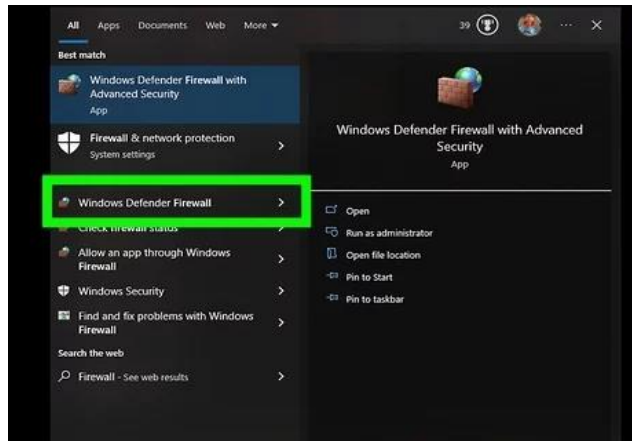 All Apps Documents Web More
39
Best match
Windows Defender Firewall with
Advanced Security
App
Firewall & network protection
System settings
Windows Defender Firewall
Check firewall status
Allow an app through Windows
Firewall
Windows Security
Find and fix problems with Windows
Firewall
Search the web
Firewall - See web results
Windows Defender Firewall with Advanced
Security
App
Open
Run as administrator
Open file location
Pin to Start
Pin to taskbar